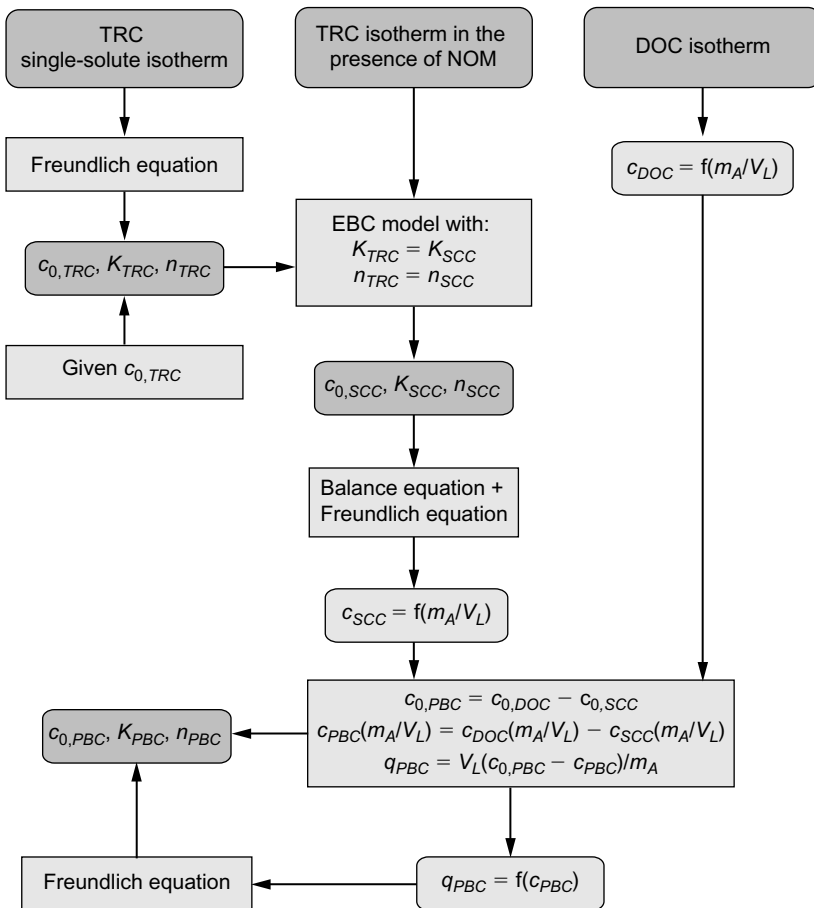 TRC
single-solute isotherm
TRC isotherm in the
presence of NOM
DOC isotherm
Freundlich equation
c_DOC = f(m_A/V_L)
EBC model with:
K_TRC = K_SCC
n_TRC = n_SCC
c_0,TRC, K_TRC, n_TRC
Given c_0,TRC
c_0,SCC, K_SCC, n_SCC
Balance equation +
Freundlich equation
c_SCC = f(m_A/V_L)
c_0,PBC = c_0,DOC − c_0,SCC
c_PBC(m_A/V_L) = c_DOC(m_A/V_L) − c_SCC(m_A/V_L)
q_PBC = V_L(c_0,PBC − c_PBC)/m_A
c_0,PBC, K_PBC, n_PBC
Freundlich equation
q_PBC = f(c_PBC)